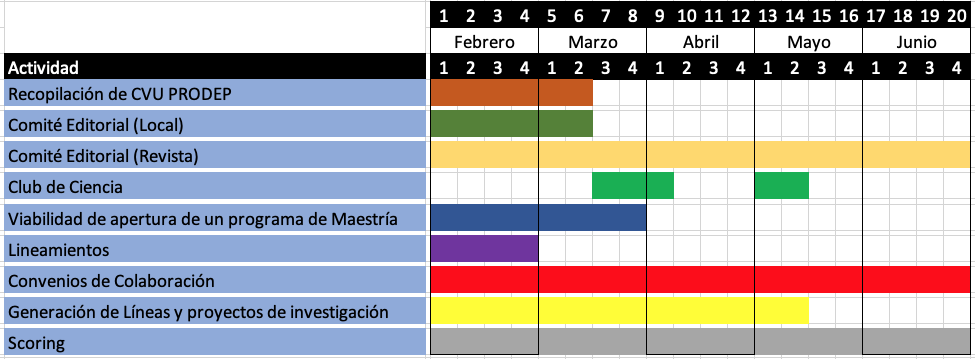 1 2 3 4 5 6 7 8 9 10 11 12 13 14 15 16 17 18 19 20
Febrero Marzo Abril Mayo Junio
Actividad 1 2 3 4 1 2 3 4 1 2 3 4 1 2 3 4 1 2 3 4
Recopilación de CVU PRODEP
Comité Editorial (Local)
Comité Editorial (Revista)
Club de Ciencia
Viabilidad de apertura de un programa de Maestría
Lineamientos
Convenios de Colaboración
Generación de Líneas y proyectos de investigación
Scoring